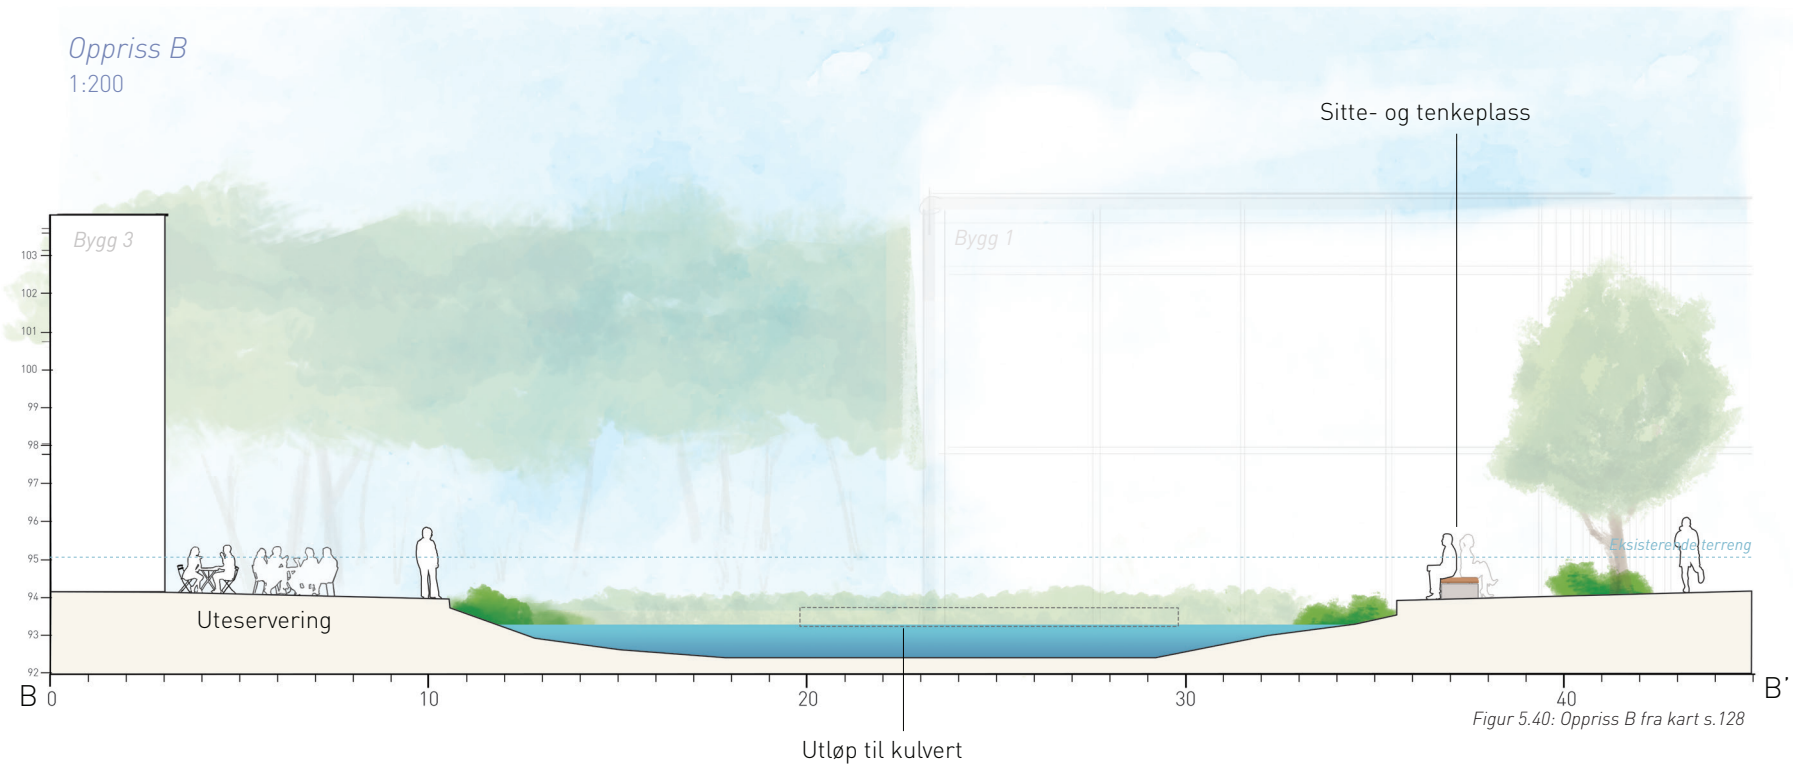 Oppriss B
1:200
Sitte- og tenkeplass
Bygg 3
Bygg 1
103
102
101
100
99
98
97
96
95
Eksisterende terreng
94
Uteservering
93
92
B 0 10 20 30 40 B'
Figur 5.40: Oppriss B fra kart s.128
Utløp til kulvert